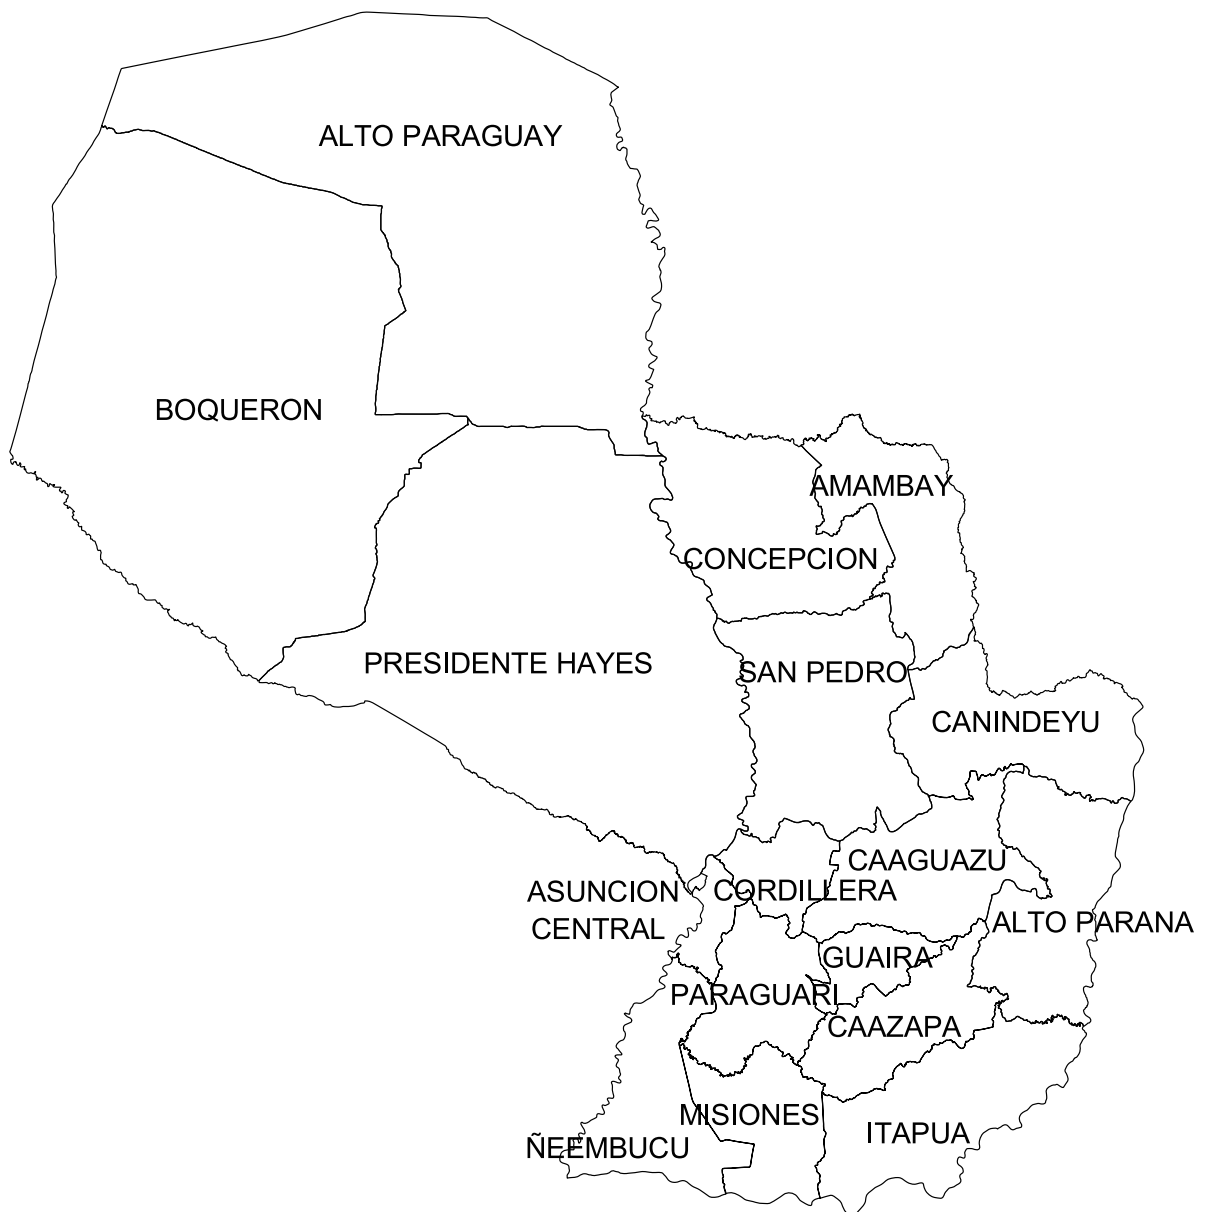 ALTO PARAGUAY
BOQUERON
AMAMBAY
CONCEPCION
PRESIDENTE HAYES
SAN PEDRO
CANINDEYU
CAAGUAZU
ASUNCION
CORDILLERA
CENTRAL
ALTO PARANA
GUAIRA
PARAGUARI
CAAZAPA
MISIONES
ITAPUA
ÑEEMBUCU